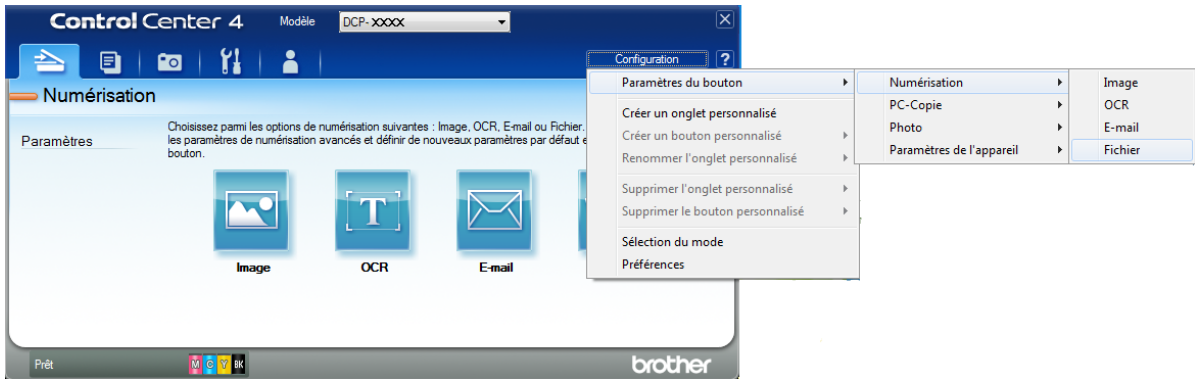 Control Center 4 Modèle DCP-XXXX
Configuration ?
Numérisation
Paramètres
Choisissez parmi les options de numérisation suivantes : Image, OCR, E-mail ou Fichier.
les paramètres de numérisation avancés et définir de nouveaux paramètres par défaut
bouton.
T
Image OCR E-mail
Paramètres du bouton
Créer un onglet personnalisé
Créer un bouton personnalisé
Renommer l'onglet personnalisé
Supprimer l'onglet personnalisé
Supprimer le bouton personnalisé
Sélection du mode
Préférences
Numérisation
PC-Copie
Photo
Paramètres de l'appareil
Image
OCR
E-mail
Fichier
Prêt M C Y BK brother